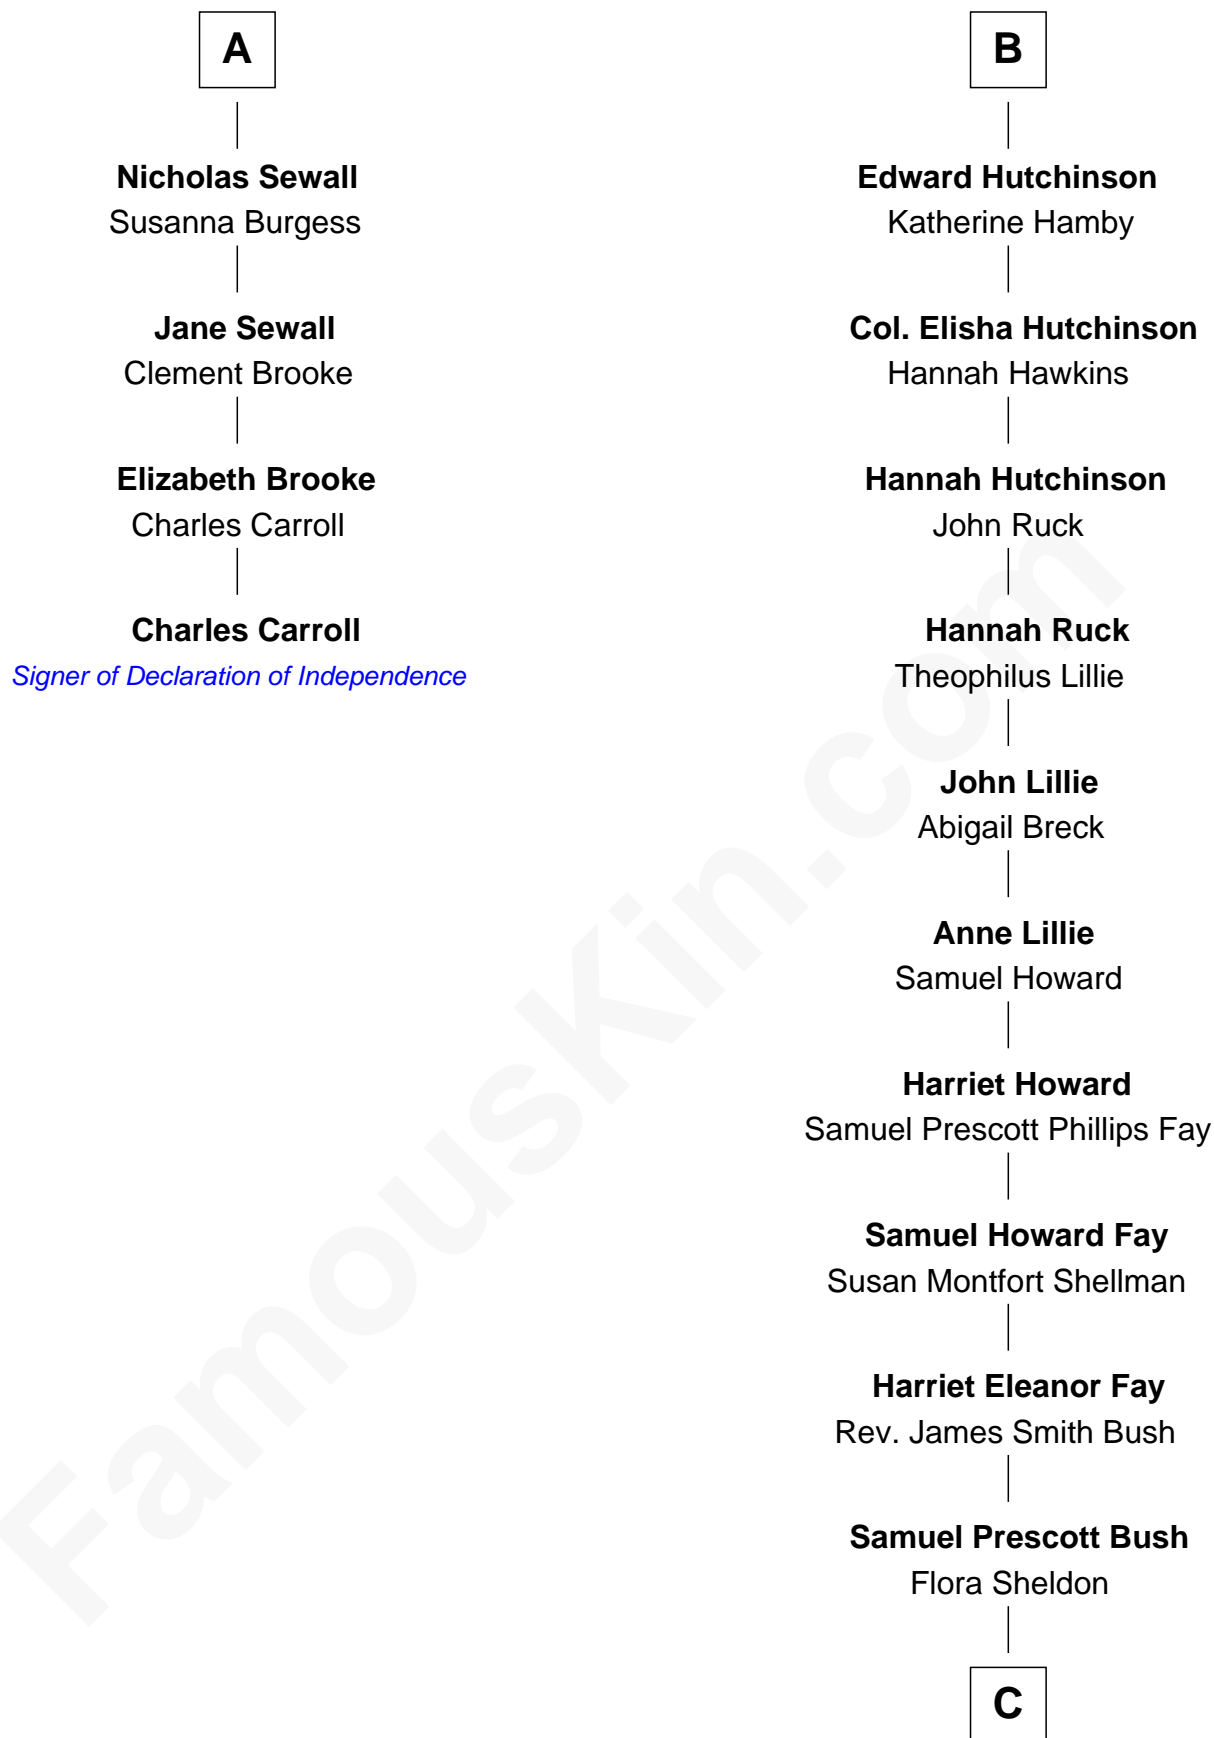 A
Nicholas Sewall
Susanna Burgess
Jane Sewall
Clement Brooke
Elizabeth Brooke
Charles Carroll
Charles Carroll
Signer of Declaration of Independence
B
Edward Hutchinson
Katherine Hamby
Col. Elisha Hutchinson
Hannah Hawkins
Hannah Hutchinson
John Ruck
Hannah Ruck
Theophilus Lillie
John Lillie
Abigail Breck
Anne Lillie
Samuel Howard
Harriet Howard
Samuel Prescott Phillips Fay
Samuel Howard Fay
Susan Montfort Shellman
Harriet Eleanor Fay
Rev. James Smith Bush
Samuel Prescott Bush
Flora Sheldon
C
FamousKin.com